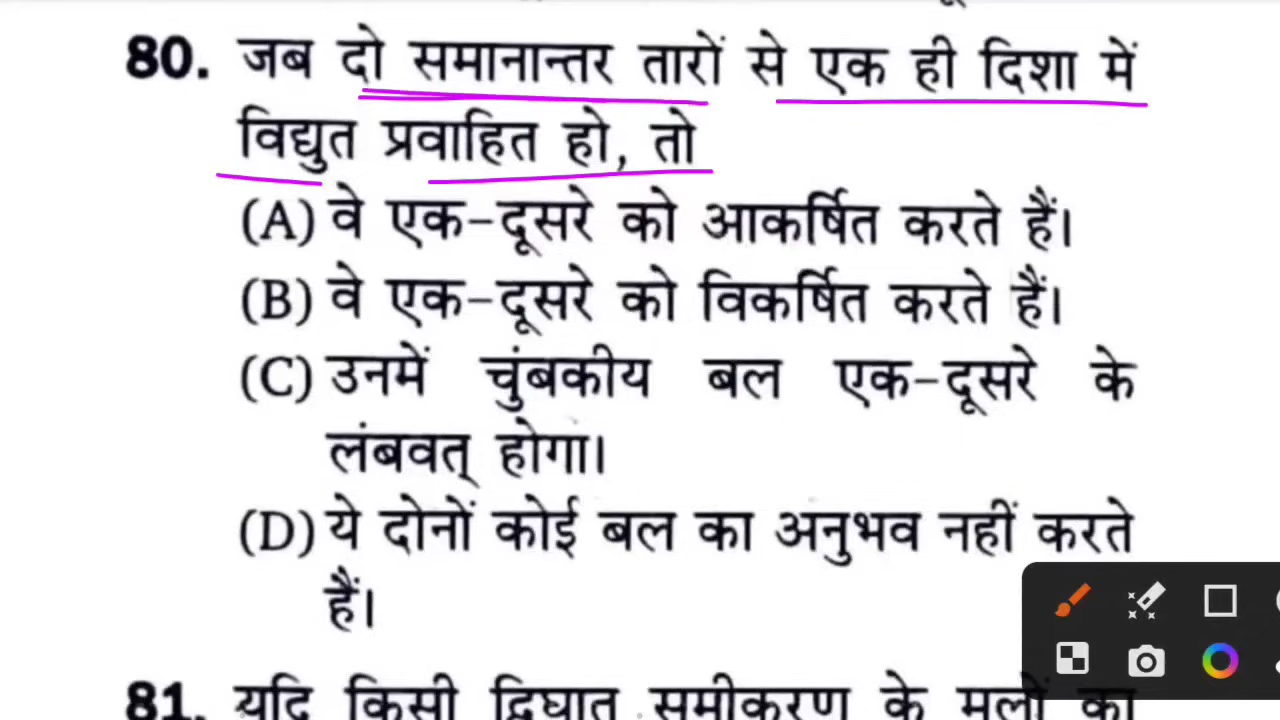 80. जब दो समानान्तर तारों से एक ही दिशा में
विद्युत प्रवाहित हो, तो
(A) वे एक-दूसरे को आकर्षित करते हैं।
(B) वे एक-दूसरे को विकर्षित करते हैं।
(C) उनमें चुंबकीय बल एक-दूसरे के
लंबवत् होगा।
(D) ये दोनों कोई बल का अनुभव नहीं करते
हैं।
81. यदि किसी द्विघात समीकरण के मूलों का